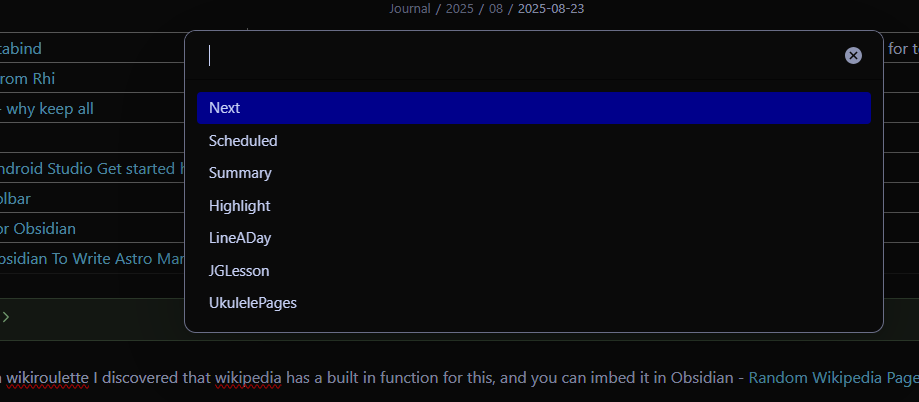 Journal / 2025 / 08 / 2025-08-23
tabind
for t
rom Rhi
- why keep all
Next
Scheduled
ndroid Studio Get started h
Summary
olbar
Highlight
or Obsidian
LineADay
bsidian To Write Astro Mar
JGLesson
UkulelePages
wikiroulette I discovered that wikipedia has a built in function for this, and you can imbed it in Obsidian - Random Wikipedia Page